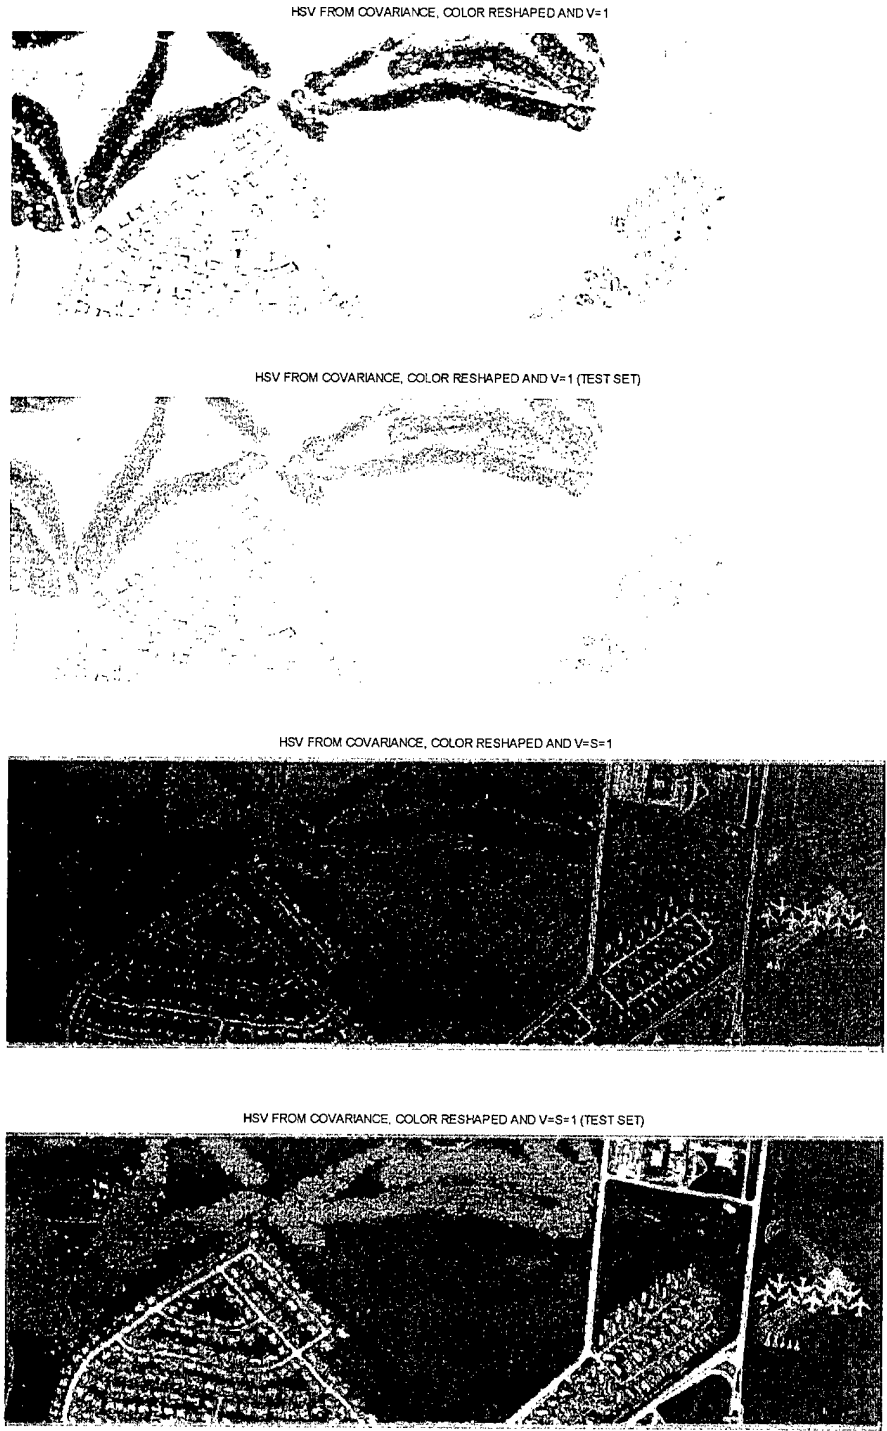 HSV FROM COVARIANCE, COLOR RESHAPED AND V=1
HSV FROM COVARIANCE, COLOR RESHAPED AND V=1 (TEST SET)
HSV FROM COVARIANCE, COLOR RESHAPED AND V=S=1
HSV FROM COVARIANCE, COLOR RESHAPED AND V=S=1 (TEST SET)